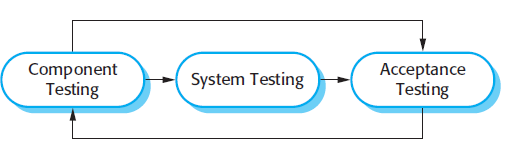 Component
Testing
System Testing
Acceptance
Testing